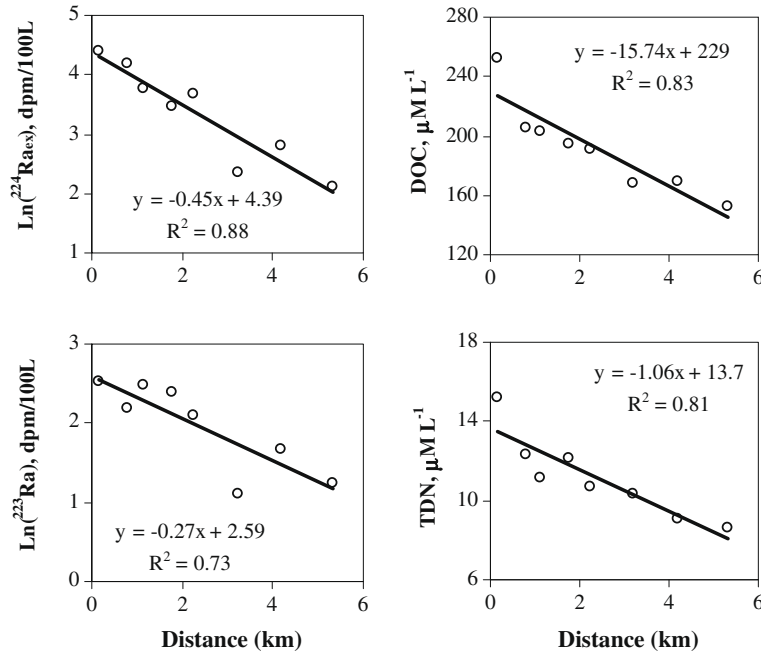 5
4
3
2
1
0
2
4
6
Ln(²²⁴Raex), dpm/100L
y = -0.45x + 4.39
R² = 0.88
280
240
200
160
120
0
2
4
6
DOC, μM L⁻¹
y = -15.74x + 229
R² = 0.83
3
2
1
0
0
2
4
6
Ln(²²³Ra), dpm/100L
y = -0.27x + 2.59
R² = 0.73
Distance (km)
18
14
10
6
0
2
4
6
TDN, μM L⁻¹
y = -1.06x + 13.7
R² = 0.81
Distance (km)